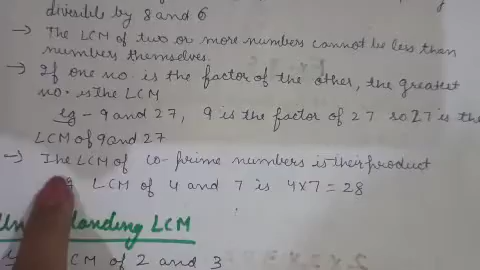 divisible by 8 and 6
→ The LCM of two or more numbers cannot be less than
numbers themselves.
→ If one no. is the factor of the other, the greatest
no. is the LCM
eg - 9 and 27, 9 is the factor of 27 so 27 is the
LCM of 9 and 27
→ The LCM of co-prime numbers is their product
LCM of 4 and 7 is 4×7 = 28
LCM
CM of 2 and 3